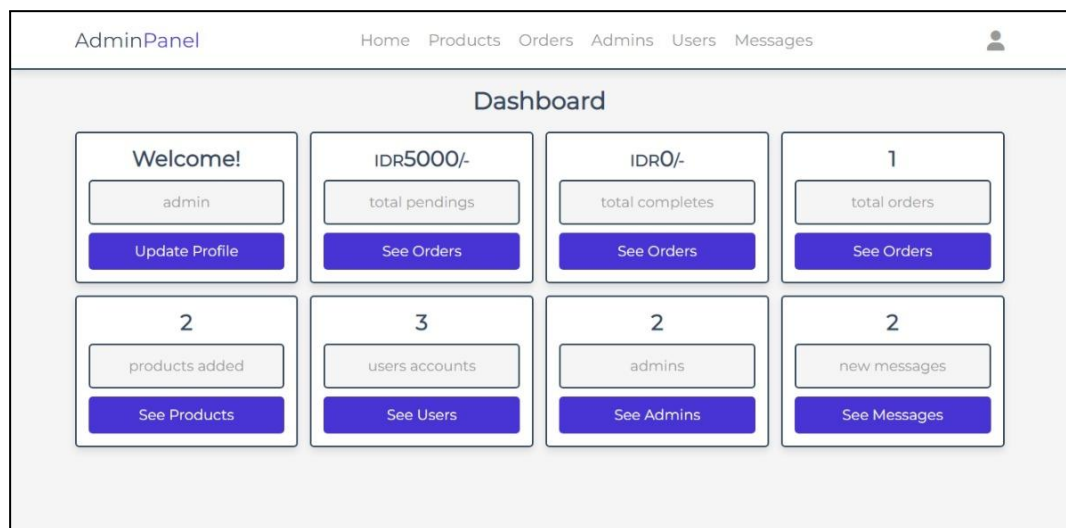 AdminPanel
Home Products Orders Admins Users Messages
Dashboard
Welcome!
admin
Update Profile
IDR5000/-
total pendings
See Orders
IDR0/-
total completes
See Orders
1
total orders
See Orders
2
products added
See Products
3
users accounts
See Users
2
admins
See Admins
2
new messages
See Messages